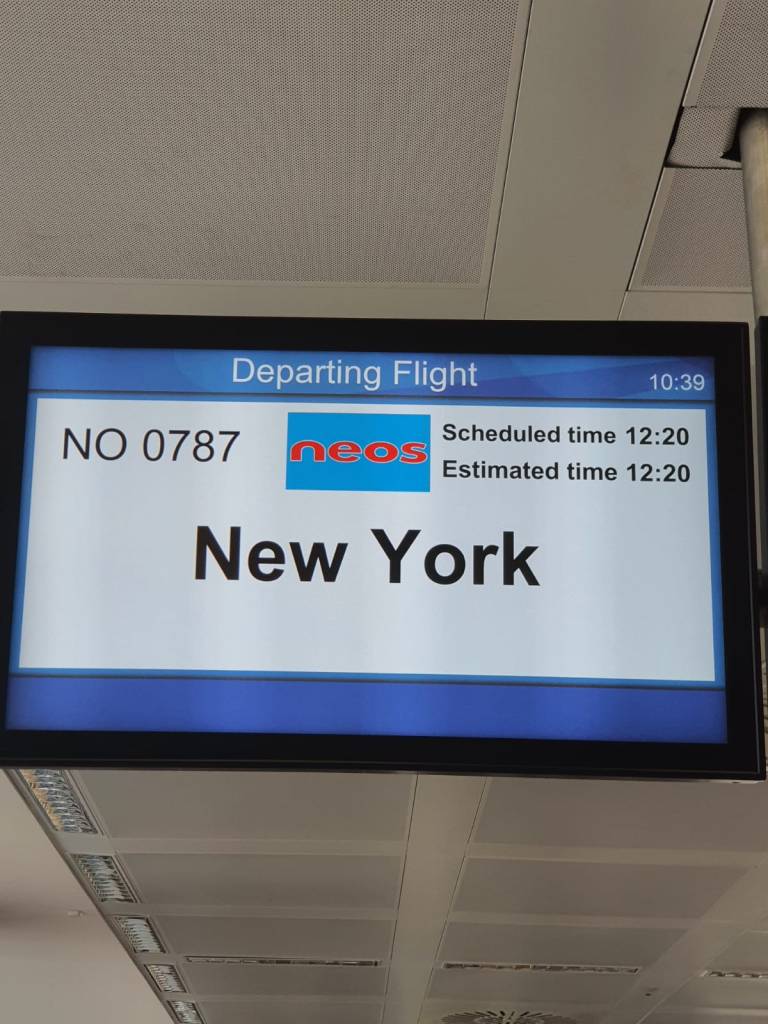 Departing Flight
10:39
NO 0787
neos
Scheduled time 12:20
Estimated time 12:20
New York